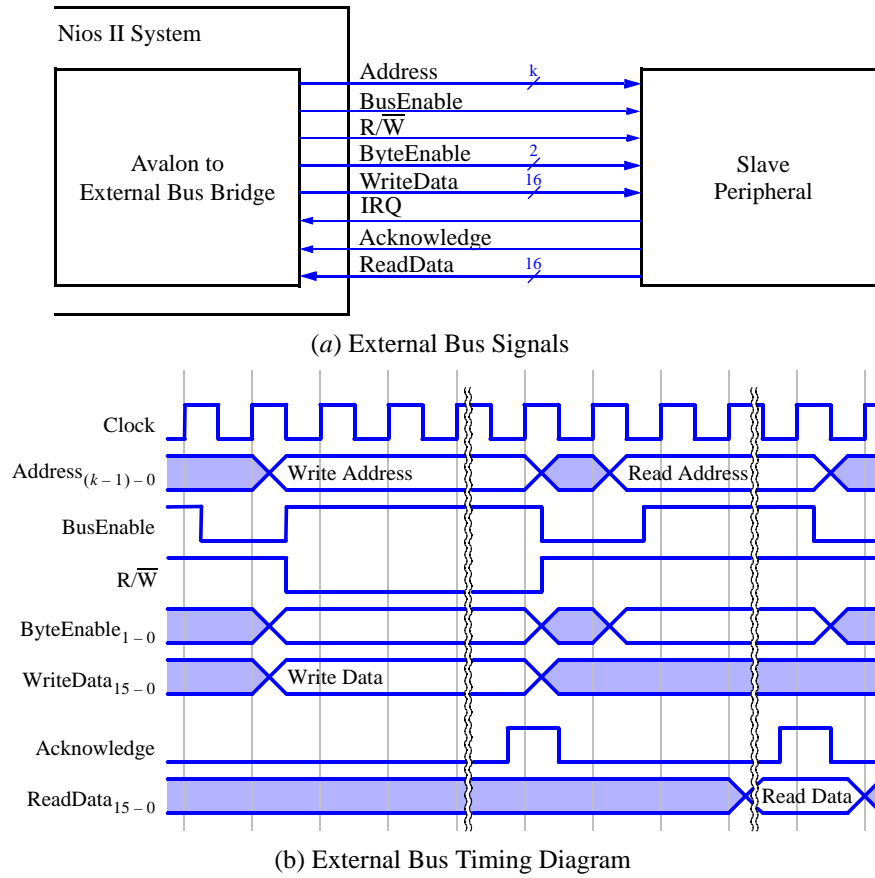 Nios II System
Avalon to
External Bus Bridge
Address k
BusEnable
R/W̅
ByteEnable 2
WriteData 16
IRQ
Acknowledge
ReadData 16
Slave
Peripheral
(a) External Bus Signals
Clock
Address(k – 1) – 0 Write Address Read Address
BusEnable
R/W̅
ByteEnable1 – 0
WriteData15 – 0 Write Data
Acknowledge
ReadData15 – 0 Read Data
(b) External Bus Timing Diagram